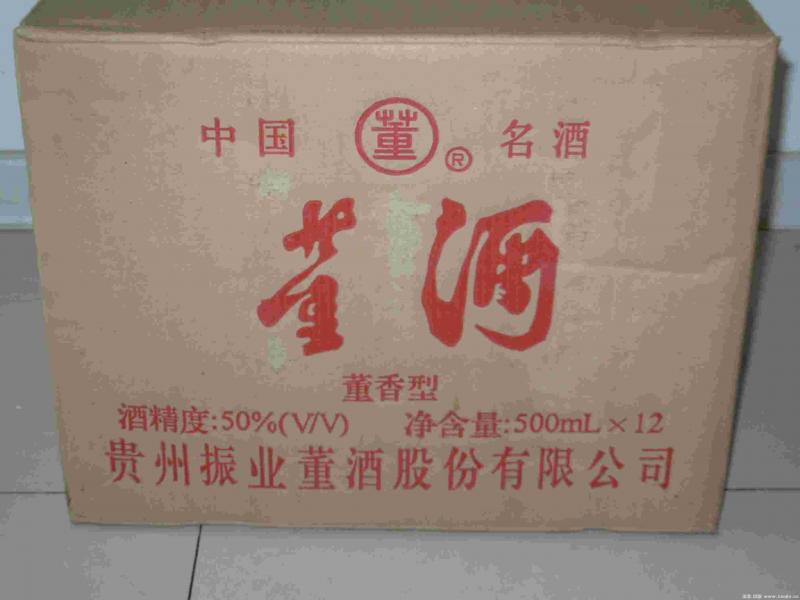 中国 董 ® 名酒
董酒
董香型
酒精度:50%(V/V) 净含量:500mL×12
贵州振业董酒股份有限公司